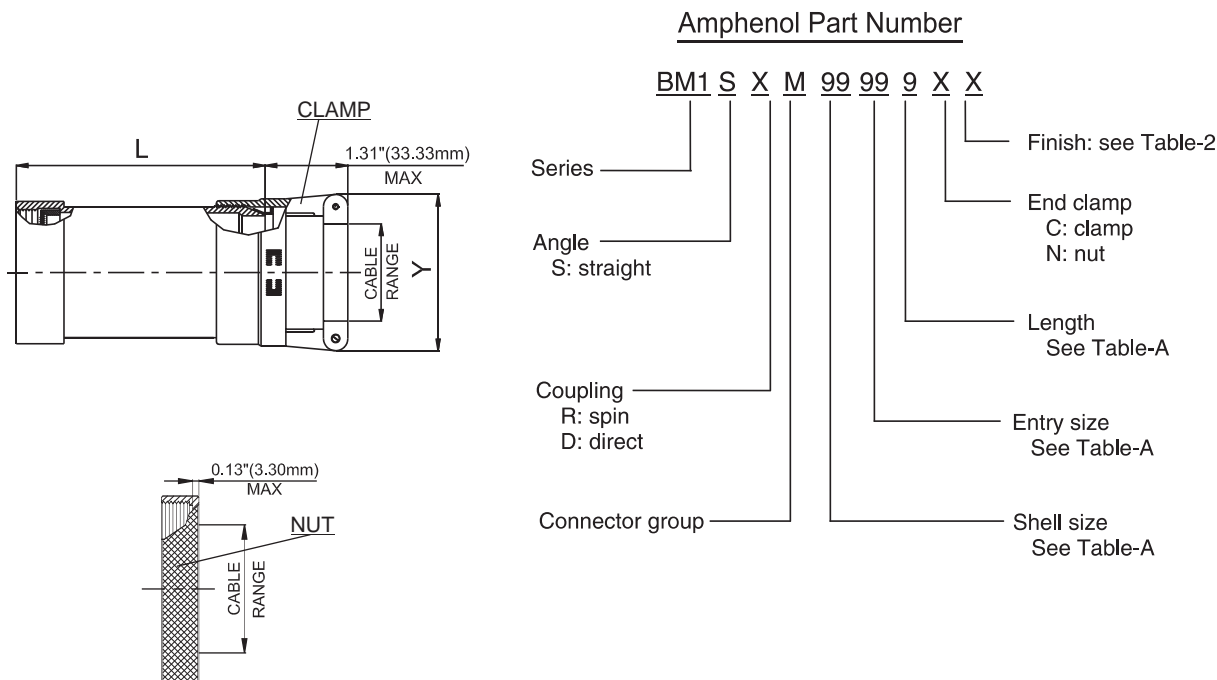 Amphenol Part Number
BM1 S X M 99 99 9 X X
Finish: see Table-2
End clamp
C: clamp
N: nut
Length
See Table-A
Entry size
See Table-A
Shell size
See Table-A
Series
Angle
S: straight
Coupling
R: spin
D: direct
Connector group
CLAMP
L
1.31"(33.33mm)
MAX
CABLE
RANGE
Y
0.13"(3.30mm)
MAX
NUT
CABLE
RANGE